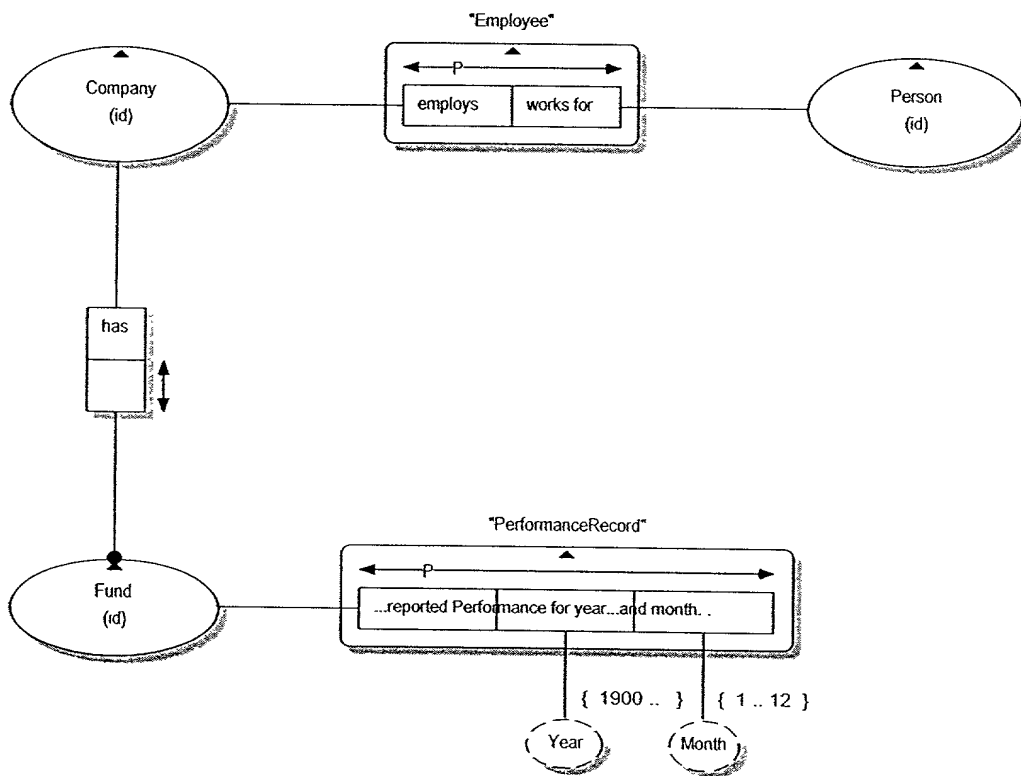 "Employee"
Company
(id)
P
employs
works for
Person
(id)
has
"PerformanceRecord"
P
Fund
(id)
...reported Performance for year...and month. .
{ 1900 .. }
{ 1 .. 12 }
Year
Month